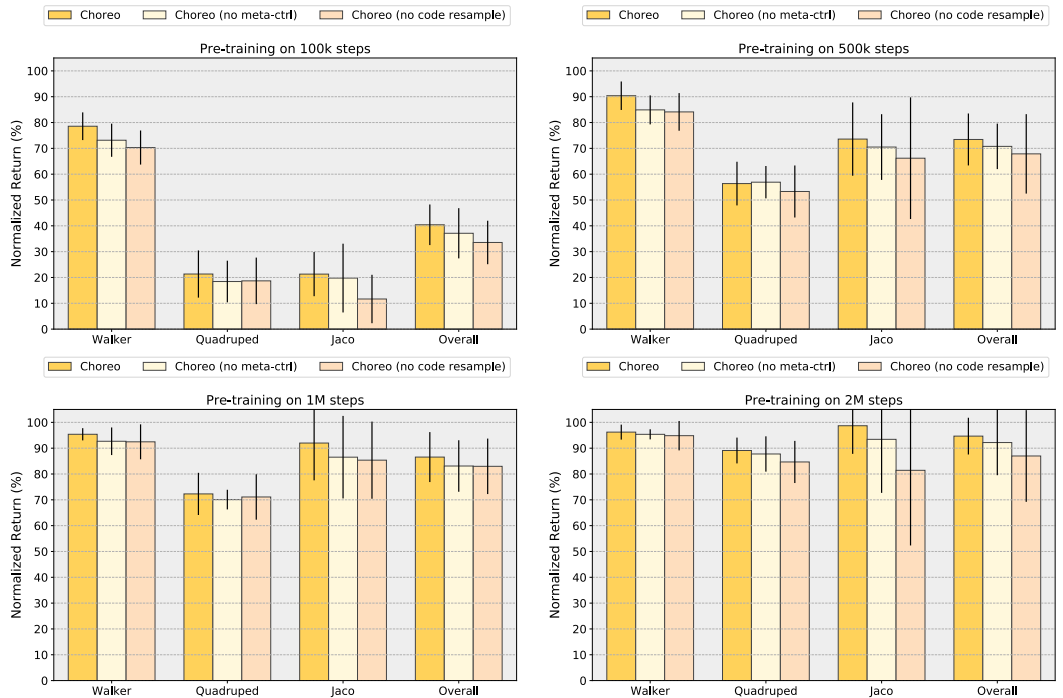 Choreo Choreo (no meta-ctrl) Choreo (no code resample)
Pre-training on 100k steps
Normalized Return (%)
100
90
80
70
60
50
40
30
20
10
0
Walker Quadruped Jaco Overall
Choreo Choreo (no meta-ctrl) Choreo (no code resample)
Pre-training on 500k steps
Normalized Return (%)
100
90
80
70
60
50
40
30
20
10
0
Walker Quadruped Jaco Overall
Choreo Choreo (no meta-ctrl) Choreo (no code resample)
Pre-training on 1M steps
Normalized Return (%)
100
90
80
70
60
50
40
30
20
10
0
Walker Quadruped Jaco Overall
Choreo Choreo (no meta-ctrl) Choreo (no code resample)
Pre-training on 2M steps
Normalized Return (%)
100
90
80
70
60
50
40
30
20
10
0
Walker Quadruped Jaco Overall